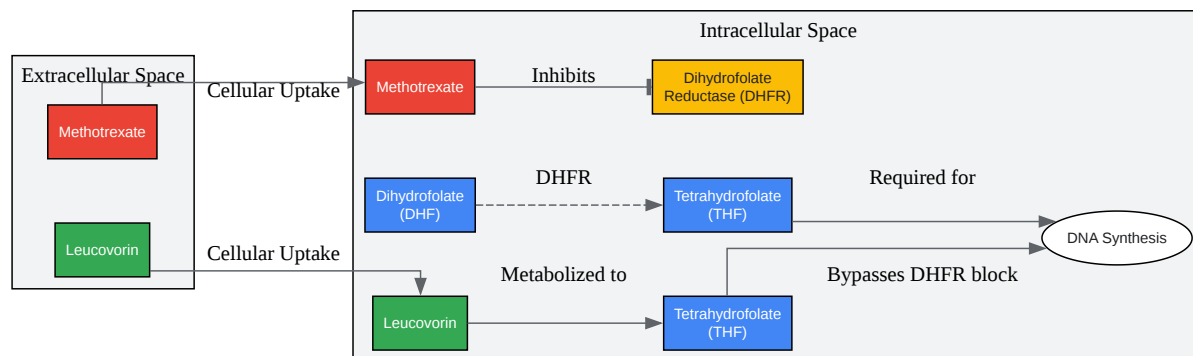 Intracellular Space
Extracellular Space
Methotrexate
Cellular Uptake
Methotrexate
Inhibits
Dihydrofolate
Reductase (DHFR)
Dihydrofolate
(DHF)
DHFR
Tetrahydrofolate
(THF)
Required for
DNA Synthesis
Leucovorin
Cellular Uptake
Leucovorin
Metabolized to
Tetrahydrofolate
(THF)
Bypasses DHFR block